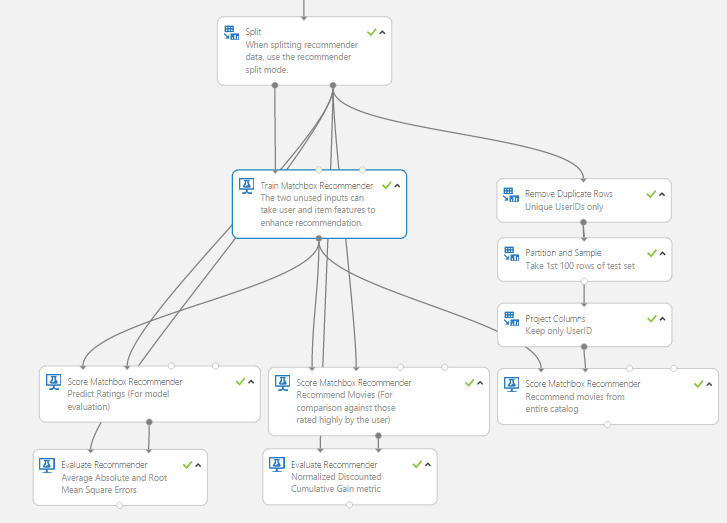 Split
When splitting recommender
data, use the recommender
split mode.
Train Matchbox Recommender
The two unused inputs can
take user and item features to
enhance recommendation.
Remove Duplicate Rows
Unique UserIDs only
Partition and Sample
Take 1st 100 rows of test set
Project Columns
Keep only UserID
Score Matchbox Recommender
Predict Ratings (For model
evaluation)
Score Matchbox Recommender
Recommend Movies (For
comparison against those
rated highly by the user)
Score Matchbox Recommender
Recommend movies from
entire catalog
Evaluate Recommender
Average Absolute and Root
Mean Square Errors
Evaluate Recommender
Normalized Discounted
Cumulative Gain metric